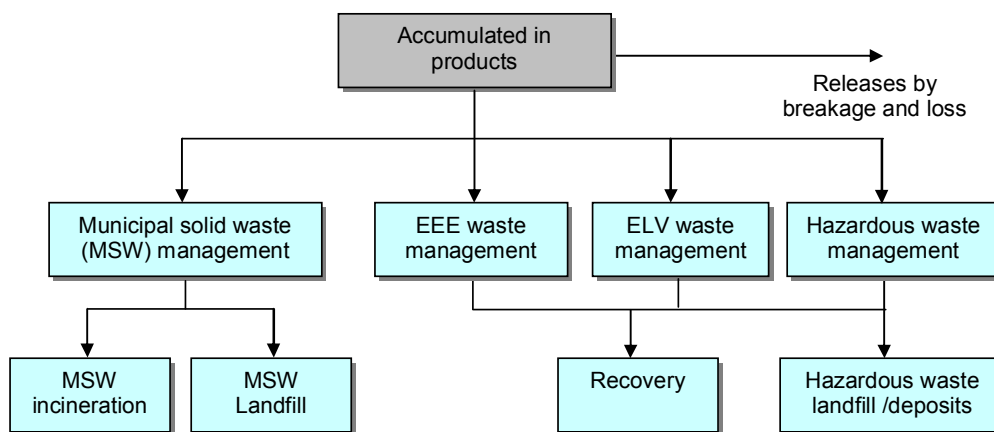 Accumulated in
products
Releases by
breakage and loss
Municipal solid waste
(MSW) management
EEE waste
management
ELV waste
management
Hazardous waste
management
MSW
incineration
MSW
Landfill
Recovery
Hazardous waste
landfill /deposits